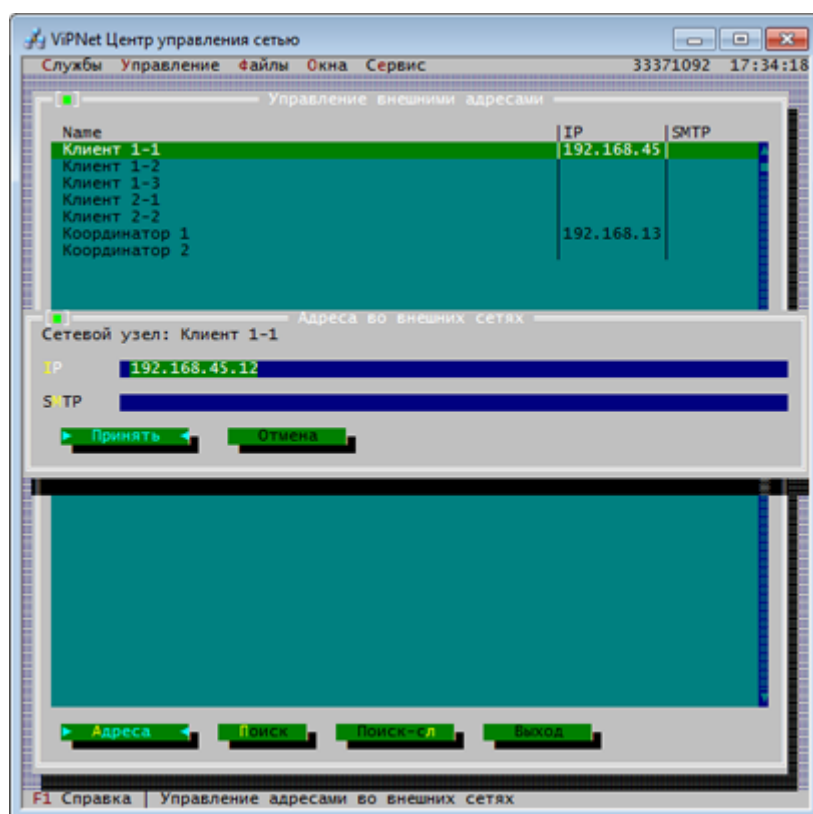 ViPNet Центр управления сетью
Службы Управление Файлы Окна Сервис 33371092 17:34:18
Управление внешними адресами
Name |IP |SMTP
Клиент 1-1 |192.168.45|
Клиент 1-2
Клиент 1-3
Клиент 2-1
Клиент 2-2
Координатор 1 192.168.13
Координатор 2
Адреса во внешних сетях
Сетевой узел: Клиент 1-1
IP 192.168.45.12
SMTP
Принять Отмена
Адреса Поиск Поиск-сл Выход
F1 Справка | Управление адресами во внешних сетях